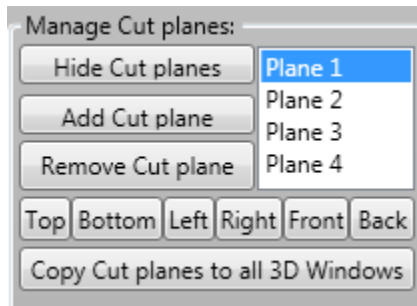 Manage Cut planes:
Hide Cut planes
Add Cut plane
Remove Cut plane
Plane 1
Plane 2
Plane 3
Plane 4
Top Bottom Left Right Front Back
Copy Cut planes to all 3D Windows